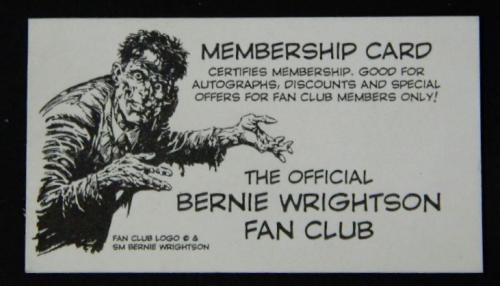 MEMBERSHIP CARD
CERTIFIES MEMBERSHIP. GOOD FOR
AUTOGRAPHS, DISCOUNTS AND SPECIAL
OFFERS FOR FAN CLUB MEMBERS ONLY!
THE OFFICIAL
BERNIE WRIGHTSON
FAN CLUB
FAN CLUB LOGO © &
SM BERNIE WRIGHTSON